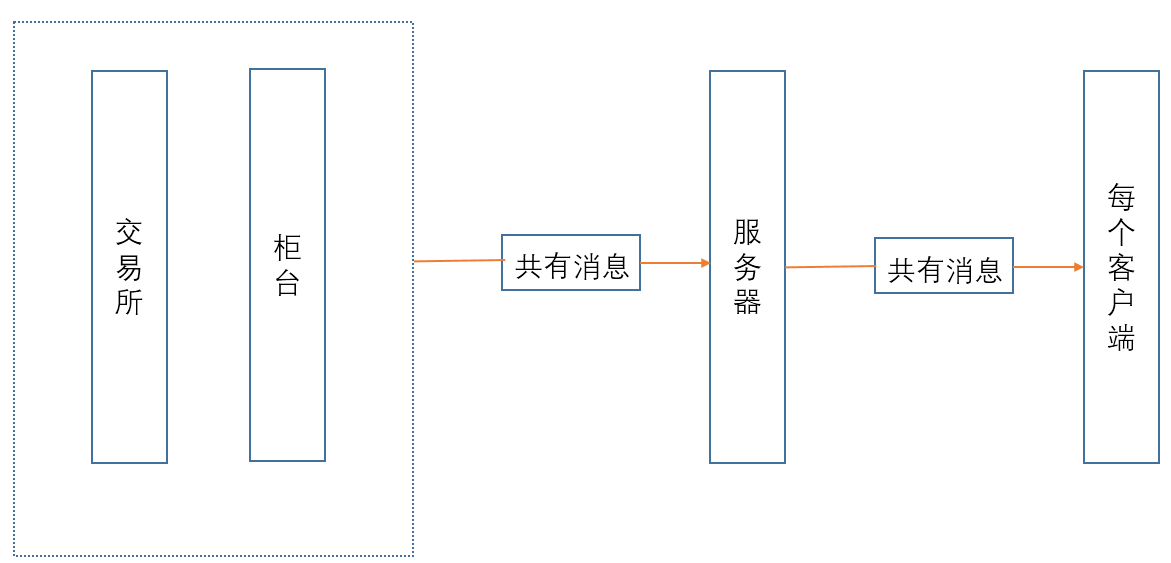 交易所
柜台
共有消息
服务器
共有消息
每个客户端